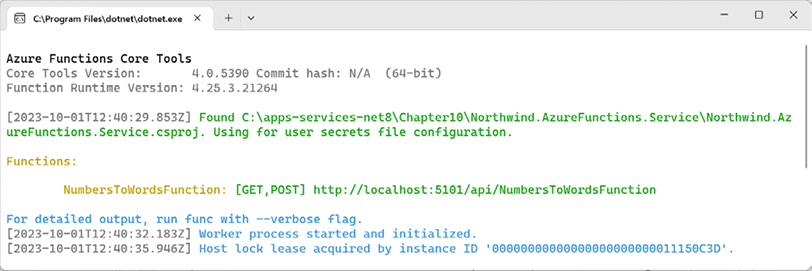 C:\Program Files\dotnet\dotnet.exe
Azure Functions Core Tools
Core Tools Version:       4.0.5390 Commit hash: N/A  (64-bit)
Function Runtime Version: 4.25.3.21264
[2023-10-01T12:40:29.853Z] Found C:\apps-services-net8\Chapter10\Northwind.AzureFunctions.Service\Northwind.Az
ureFunctions.Service.csproj. Using for user secrets file configuration.
Functions:
NumbersToWordsFunction: [GET,POST] http://localhost:5101/api/NumbersToWordsFunction
For detailed output, run func with --verbose flag.
[2023-10-01T12:40:32.183Z] Worker process started and initialized.
[2023-10-01T12:40:35.946Z] Host lock lease acquired by instance ID '00000000000000000000000011150C3D'.